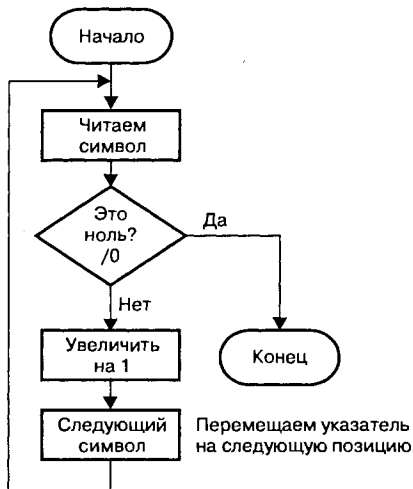 Начало
Читаем
символ
Это
ноль?
/0
Да
Нет
Увеличить
на 1
Конец
Следующий
символ
Перемещаем указатель
на следующую позицию